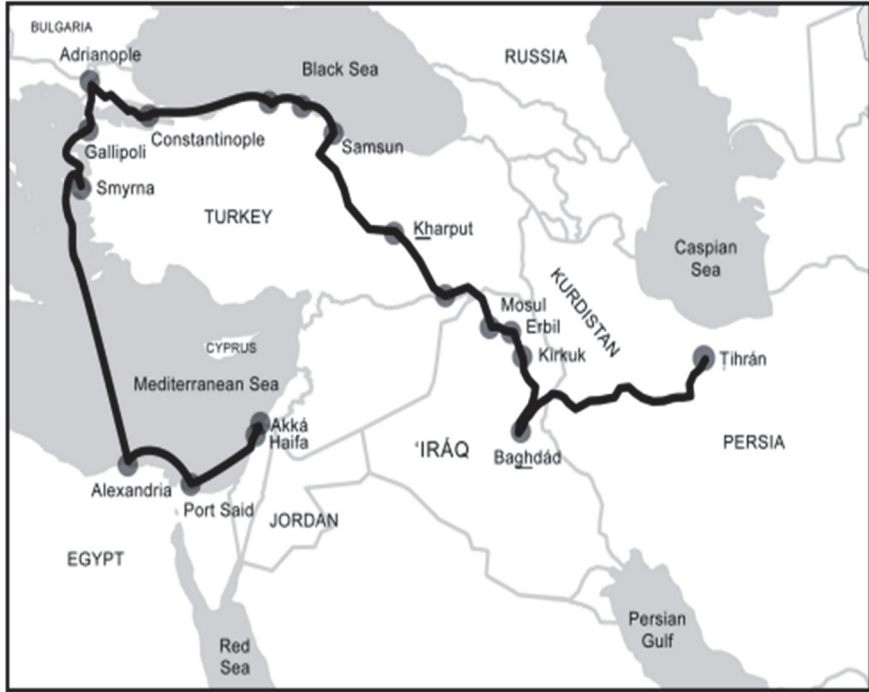 BULGARIA
Adrianople
Black Sea
RUSSIA
Constantinople
Gallipoli
Samsun
Smyrna
TURKEY
Kharput
Caspian
Sea
KURDISTAN
Mosul
Erbil
Kirkuk
CYPRUS
Ṭihrán
Mediterranean Sea
Akká
Haifa
'IRÁQ
PERSIA
Baghdád
Alexandria
Port Said
JORDAN
EGYPT
Persian
Gulf
Red
Sea